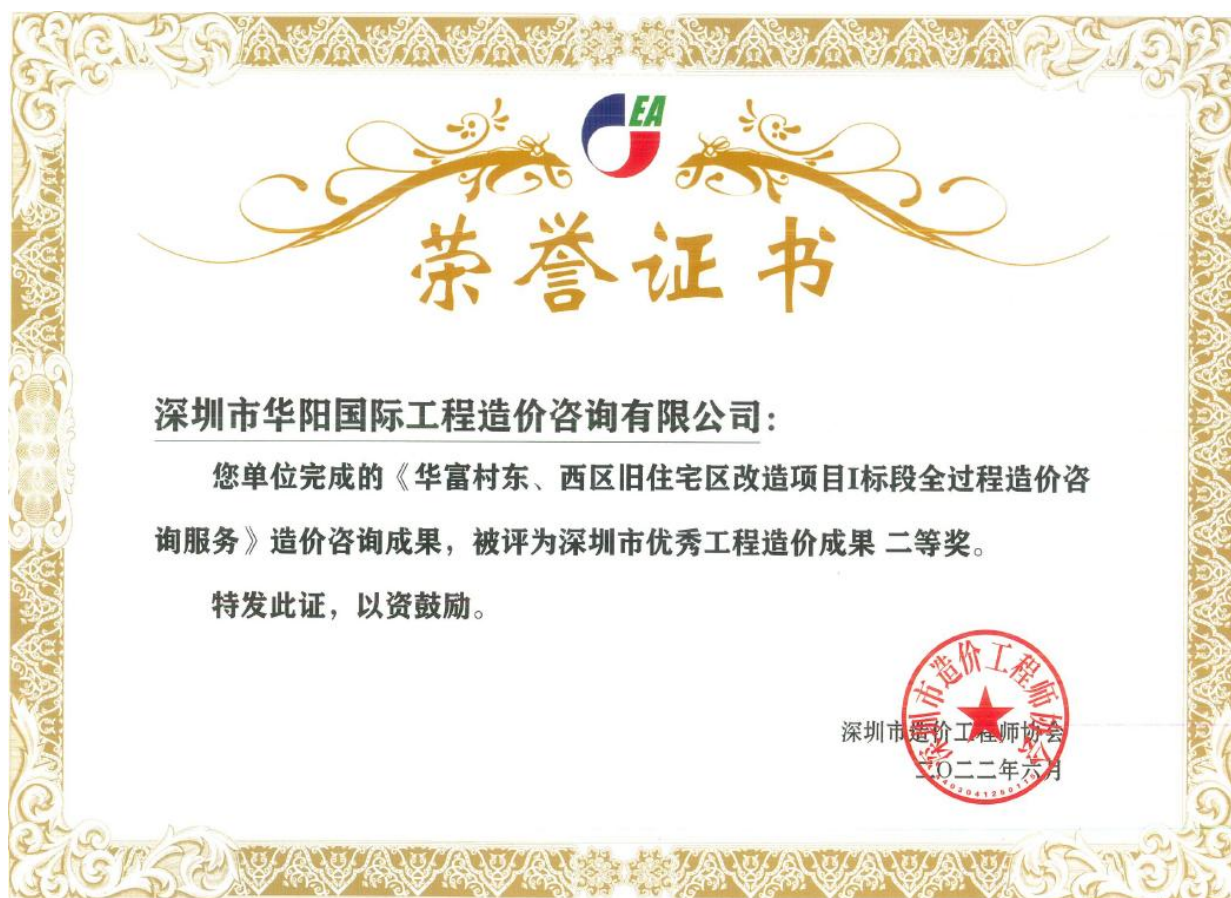 EA
荣誉证书
深圳市华阳国际工程造价咨询有限公司：
您单位完成的《华富村东、西区旧住宅区改造项目I标段全过程造价咨
询服务》造价咨询成果，被评为深圳市优秀工程造价成果 二等奖。
特发此证，以资鼓励。
深圳市造价工程师协会
深圳市造价工程师协会
二〇二二年六月